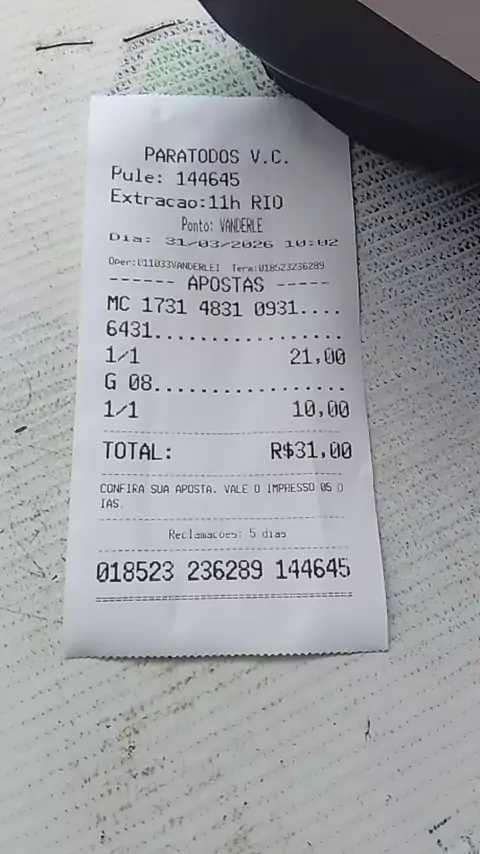 PARATODOS V.C.
Pule: 144645
Extracao:11h RIO
Ponto: VANDERLE
Dia: 31/03/2026 10:02
Oper:011033VANDERLEI Term:018523236289
------ APOSTAS -----
MC 1731 4831 0931....
6431.................
1/1 21,00
G 08.................
1/1 10,00
TOTAL: R$31,00
CONFIRA SUA APOSTA. VALE O IMPRESSO 05 D
IAS.
Reclamacoes: 5 dias
018523 236289 144645